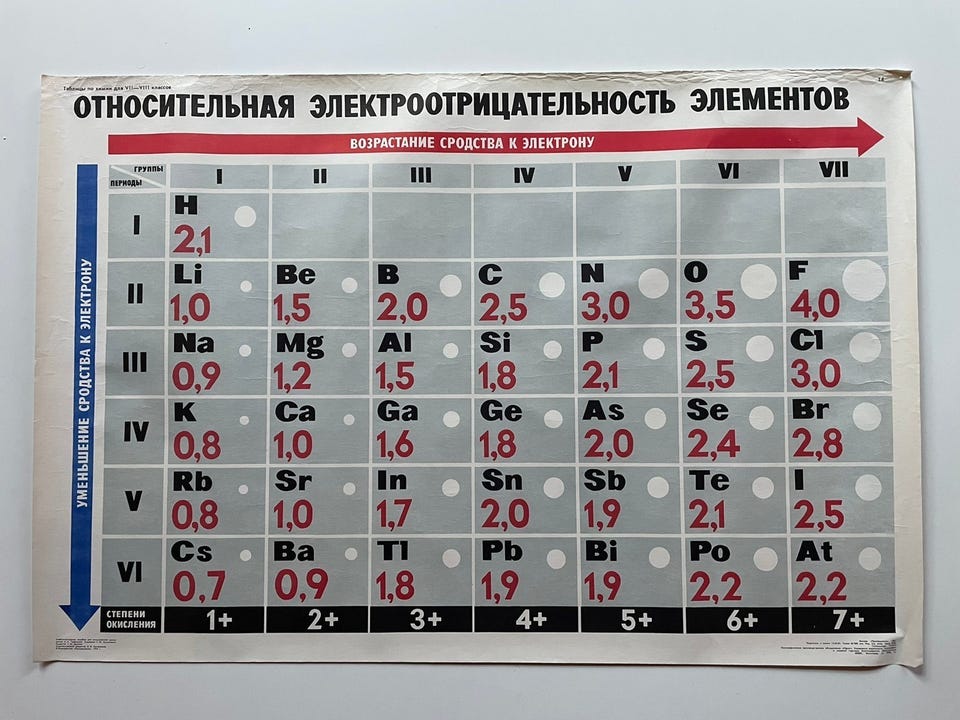 Таблицы по химии для VII—VIII классов
ОТНОСИТЕЛЬНАЯ ЭЛЕКТРООТРИЦАТЕЛЬНОСТЬ ЭЛЕМЕНТОВ
ВОЗРАСТАНИЕ СРОДСТВА К ЭЛЕКТРОНУ
УМЕНЬШЕНИЕ СРОДСТВА К ЭЛЕКТРОНУ
ГРУППЫ
ПЕРИОДЫ
I II III IV V VI VII
I
H
2,1
II
Li Be B C N O F
1,0 1,5 2,0 2,5 3,0 3,5 4,0
III
Na Mg Al Si P S Cl
0,9 1,2 1,5 1,8 2,1 2,5 3,0
IV
K Ca Ga Ge As Se Br
0,8 1,0 1,6 1,8 2,0 2,4 2,8
V
Rb Sr In Sn Sb Te I
0,8 1,0 1,7 2,0 1,9 2,1 2,5
VI
Cs Ba Tl Pb Bi Po At
0,7 0,9 1,8 1,9 1,9 2,2 2,2
СТЕПЕНИ
ОКИСЛЕНИЯ
1+ 2+ 3+ 4+ 5+ 6+ 7+